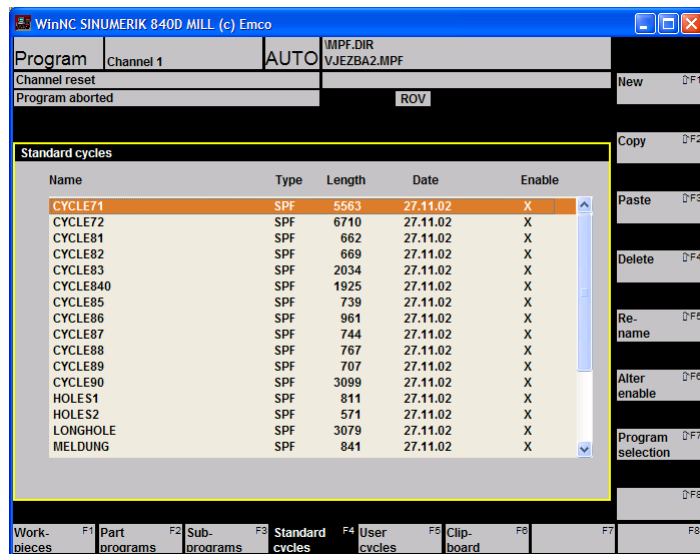 WinNC SINUMERIK 840D MILL (c) Emco
Program Channel 1 AUTO \MPF.DIR
VJEZBA2.MPF
Channel reset
Program aborted ROV
Standard cycles
Name Type Length Date Enable
CYCLE71 SPF 5563 27.11.02 X
CYCLE72 SPF 6710 27.11.02 X
CYCLE81 SPF 662 27.11.02 X
CYCLE82 SPF 669 27.11.02 X
CYCLE83 SPF 2034 27.11.02 X
CYCLE840 SPF 1925 27.11.02 X
CYCLE85 SPF 739 27.11.02 X
CYCLE86 SPF 961 27.11.02 X
CYCLE87 SPF 744 27.11.02 X
CYCLE88 SPF 767 27.11.02 X
CYCLE89 SPF 707 27.11.02 X
CYCLE90 SPF 3099 27.11.02 X
HOLES1 SPF 811 27.11.02 X
HOLES2 SPF 571 27.11.02 X
LONGHOLE SPF 3079 27.11.02 X
MELDUNG SPF 841 27.11.02 X
New ⇧F1
Copy ⇧F2
Paste ⇧F3
Delete ⇧F4
Re- ⇧F5
name
Alter ⇧F6
enable
Program ⇧F7
selection
⇧F8
Work- F1 Part F2 Sub- F3 Standard F4 User F5 Clip- F6 F7 F8
pieces programs programs cycles cycles board